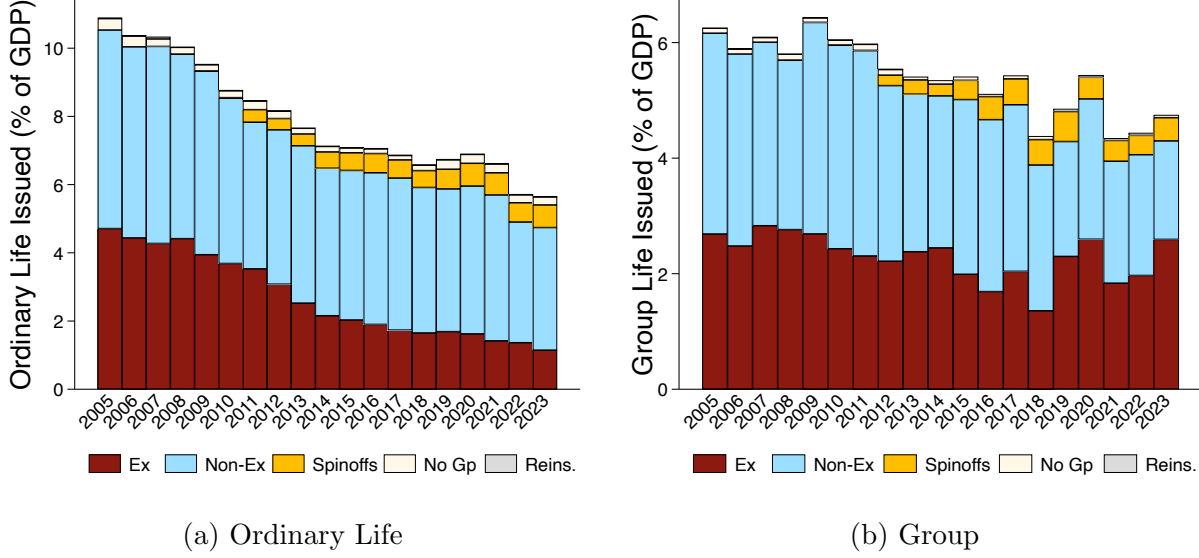 Ordinary Life Issued (% of GDP)
10
8
6
4
2
0
2005 2006 2007 2008 2009 2010 2011 2012 2013 2014 2015 2016 2017 2018 2019 2020 2021 2022 2023
Ex Non-Ex Spinoffs No Gp Reins.
(a) Ordinary Life
Group Life Issued (% of GDP)
6
4
2
0
2005 2006 2007 2008 2009 2010 2011 2012 2013 2014 2015 2016 2017 2018 2019 2020 2021 2022 2023
Ex Non-Ex Spinoffs No Gp Reins.
(b) Group